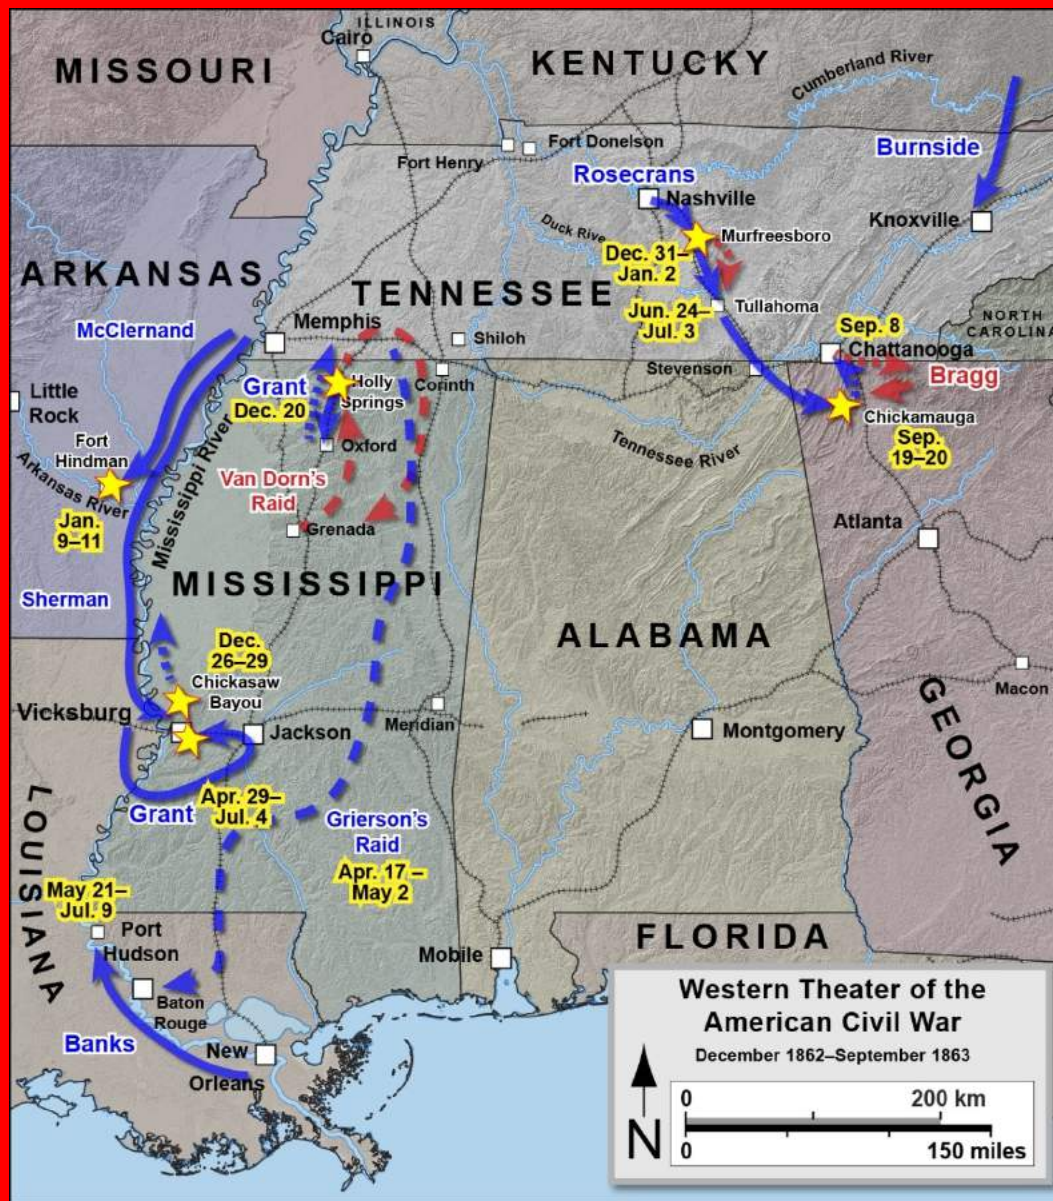 ILLINOIS
Cairo
MISSOURI
KENTUCKY
Cumberland River
Fort Henry
Fort Donelson
Burnside
Rosecrans
Nashville
Knoxville
Duck River
Murfreesboro
Dec. 31–
Jan. 2
ARKANSAS
TENNESSEE
Jun. 24–
Jul. 3
Tullahoma
NORTH
CAROLINA
McClernand
Memphis
Shiloh
Sep. 8
Chattanooga
Stevenson
Bragg
Little
Rock
Grant
Dec. 20
Holly
Springs
Corinth
Chickamauga
Sep.
19–20
Fort
Hindman
Arkansas River
Mississippi River
Oxford
Tennessee River
Van Dorn's
Raid
Jan.
9–11
Grenada
Atlanta
MISSISSIPPI
Sherman
ALABAMA
Dec.
26–29
Chickasaw
Bayou
Macon
GEORGIA
Vicksburg
Jackson
Meridian
Montgomery
LOUISIANA
Grant
Apr. 29–
Jul. 4
Grierson's
Raid
Apr. 17 –
May 2
May 21–
Jul. 9
Port
Hudson
Mobile
FLORIDA
Baton
Rouge
Banks
New
Orleans
Western Theater of the
American Civil War
December 1862–September 1863
N
0 200 km
0 150 miles